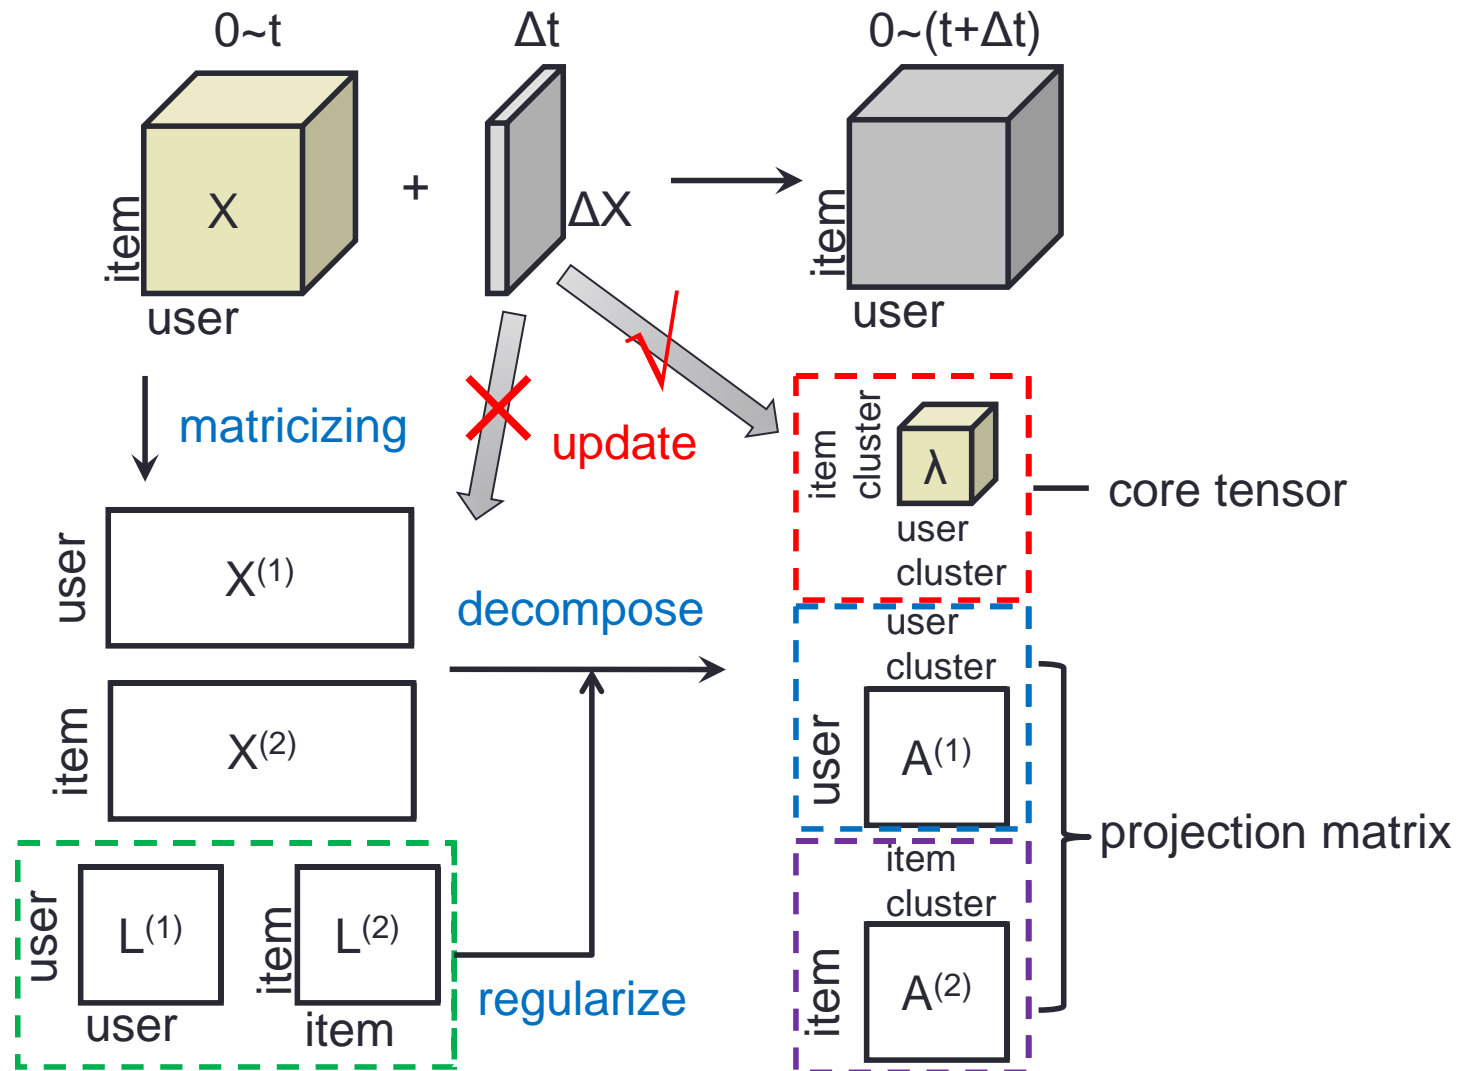 0~t
Δt
0~(t+Δt)
item
X
user
+
ΔX
item
user
matricizing
update
item
cluster
λ
user
cluster
core tensor
user
X(1)
decompose
item
X(2)
user
cluster
user
A(1)
projection matrix
user
L(1)
user
item
L(2)
item
regularize
item
cluster
item
A(2)